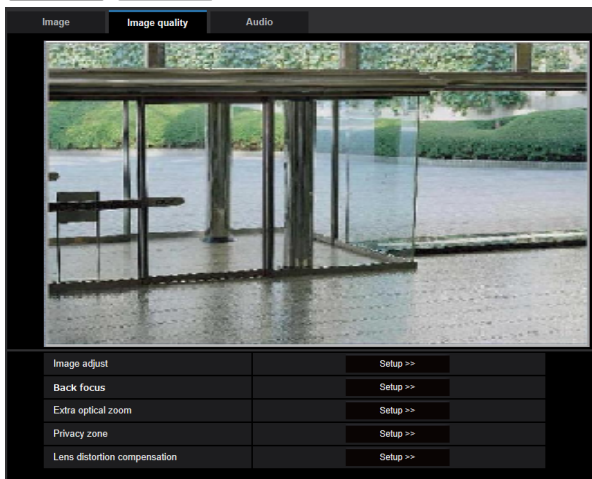 Image Image quality Audio
Image adjust Setup >>
Back focus Setup >>
Extra optical zoom Setup >>
Privacy zone Setup >>
Lens distortion compensation Setup >>